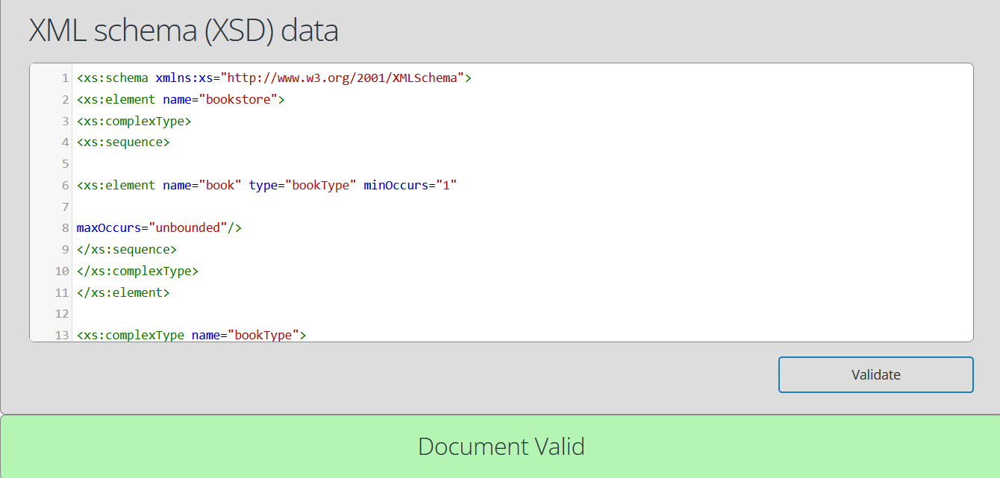 XML schema (XSD) data
1 <xs:schema xmlns:xs="http://www.w3.org/2001/XMLSchema">
2 <xs:element name="bookstore">
3 <xs:complexType>
4 <xs:sequence>
5
6 <xs:element name="book" type="bookType" minOccurs="1"
7
8 maxOccurs="unbounded"/>
9 </xs:sequence>
10 </xs:complexType>
11 </xs:element>
12
13 <xs:complexType name="bookType">
Validate
Document Valid